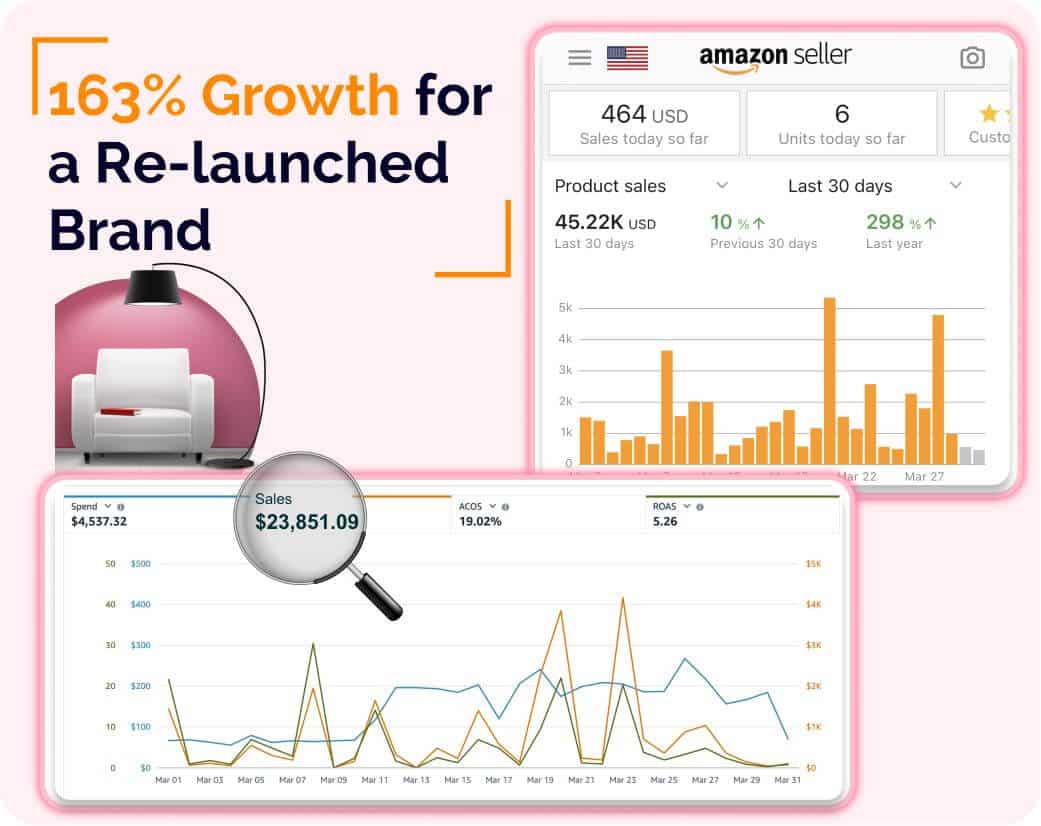 163% Growth for
a Re-launched
Brand
amazon seller
464 USD
Sales today so far
6
Units today so far
Custo
Product sales
Last 30 days
45.22K USD
Last 30 days
10 % ↑
Previous 30 days
298 % ↑
Last year
5k
4k
3k
2k
1k
0
Mar 22
Mar 27
Spend
$4,537.32
Sales
$23,851.09
ACOS
19.02%
ROAS
5.26
50 $500 $5K
40 $400 $4K
30 $300 $3K
20 $200 $2K
10 $100 $1K
0 $0 $0
Mar 01 Mar 03 Mar 05 Mar 07 Mar 09 Mar 11 Mar 13 Mar 15 Mar 17 Mar 19 Mar 21 Mar 23 Mar 25 Mar 27 Mar 29 Mar 31